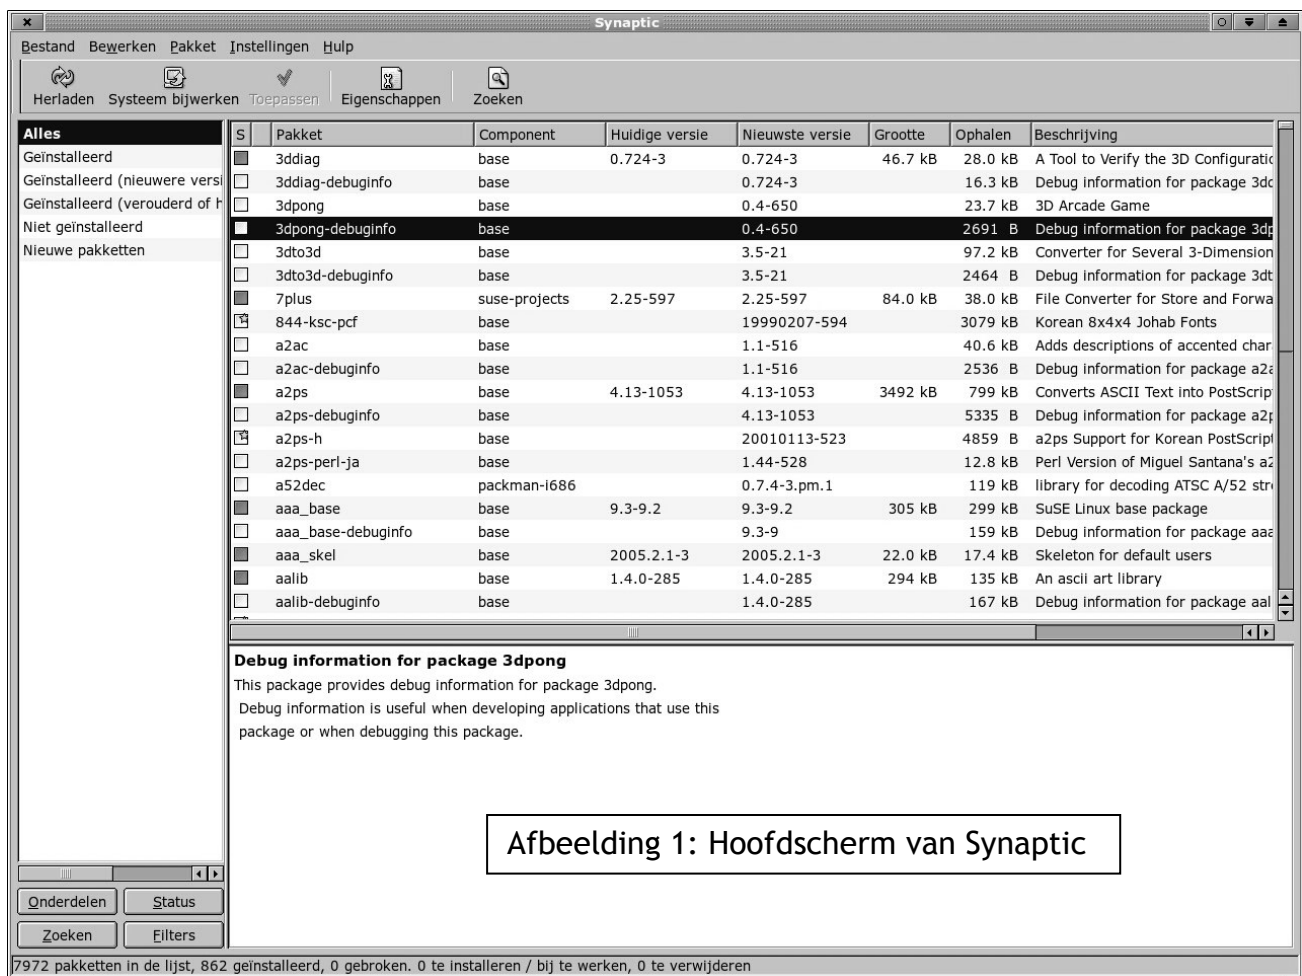 Synaptic
Bestand Bewerken Pakket Instellingen Hulp
Herladen Systeem bijwerken Toepassen Eigenschappen Zoeken
Alles
Geïnstalleerd
Geïnstalleerd (nieuwere versi
Geïnstalleerd (verouderd of h
Niet geïnstalleerd
Nieuwe pakketten
S Pakket Component Huidige versie Nieuwste versie Grootte Ophalen Beschrijving
3ddiag base 0.724-3 0.724-3 46.7 kB 28.0 kB A Tool to Verify the 3D Configuratic
3ddiag-debuginfo base 0.724-3 16.3 kB Debug information for package 3dd
3dpong base 0.4-650 23.7 kB 3D Arcade Game
3dpong-debuginfo base 0.4-650 2691 B Debug information for package 3dp
3dto3d base 3.5-21 97.2 kB Converter for Several 3-Dimension
3dto3d-debuginfo base 3.5-21 2464 B Debug information for package 3dt
7plus suse-projects 2.25-597 2.25-597 84.0 kB 38.0 kB File Converter for Store and Forwa
844-ksc-pcf base 19990207-594 3079 kB Korean 8x4x4 Johab Fonts
a2ac base 1.1-516 40.6 kB Adds descriptions of accented char
a2ac-debuginfo base 1.1-516 2536 B Debug information for package a2a
a2ps base 4.13-1053 4.13-1053 3492 kB 799 kB Converts ASCII Text into PostScrip
a2ps-debuginfo base 4.13-1053 5335 B Debug information for package a2p
a2ps-h base 20010113-523 4859 B a2ps Support for Korean PostScript
a2ps-perl-ja base 1.44-528 12.8 kB Perl Version of Miguel Santana's a2
a52dec packman-i686 0.7.4-3.pm.1 119 kB library for decoding ATSC A/52 stre
aaa_base base 9.3-9.2 9.3-9.2 305 kB 299 kB SuSE Linux base package
aaa_base-debuginfo base 9.3-9 159 kB Debug information for package aaa
aaa_skel base 2005.2.1-3 2005.2.1-3 22.0 kB 17.4 kB Skeleton for default users
aalib base 1.4.0-285 1.4.0-285 294 kB 135 kB An ascii art library
aalib-debuginfo base 1.4.0-285 167 kB Debug information for package aal
Debug information for package 3dpong
This package provides debug information for package 3dpong.
Debug information is useful when developing applications that use this
package or when debugging this package.
Afbeelding 1: Hoofdscherm van Synaptic
Onderdelen Status
Zoeken Filters
7972 pakketten in de lijst, 862 geïnstalleerd, 0 gebroken. 0 te installeren / bij te werken, 0 te verwijderen